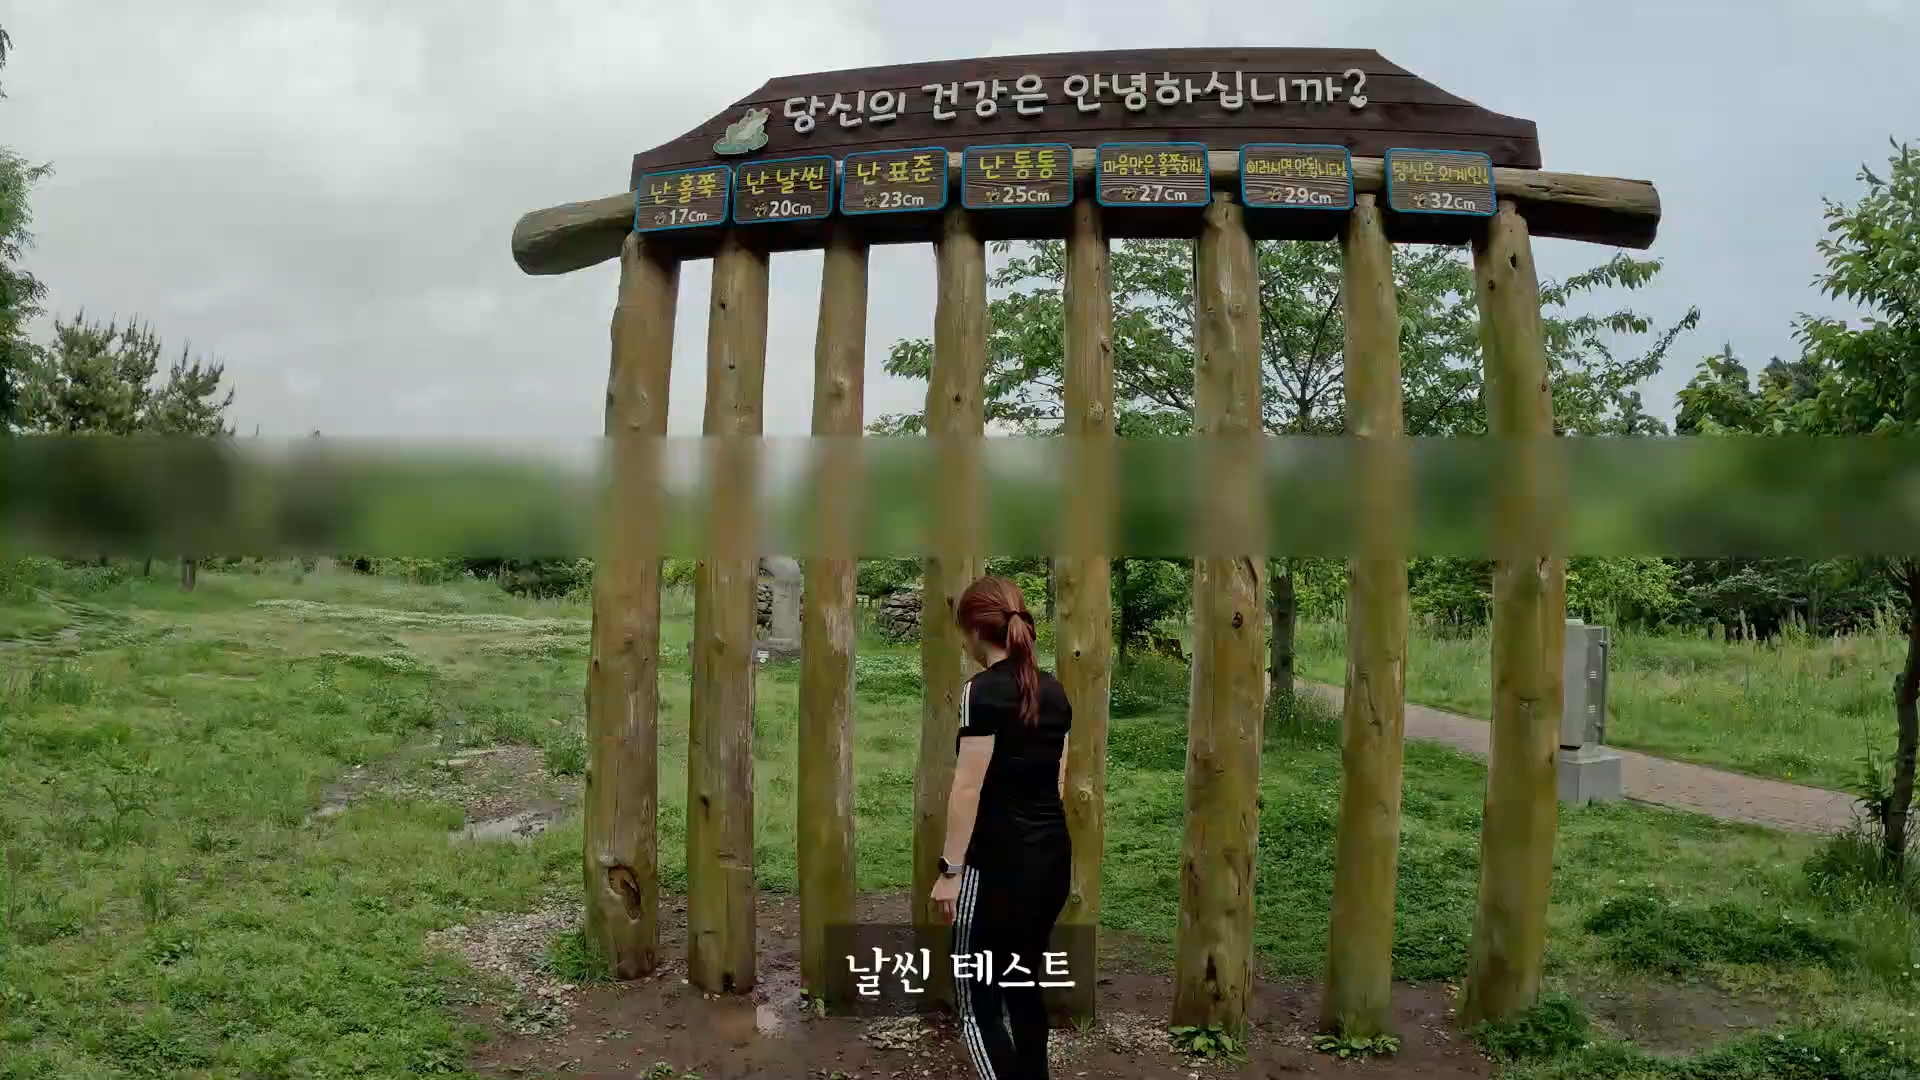 당신의 건강은 안녕하십니까?
난 홀쭉
17Cm
난 날씬
20Cm
난 표준
23Cm
난 통통
25Cm
마음만은 홀쭉해!
27Cm
이러시면 안됩니다!
29Cm
당신은 외계인!
32Cm
날씬 테스트